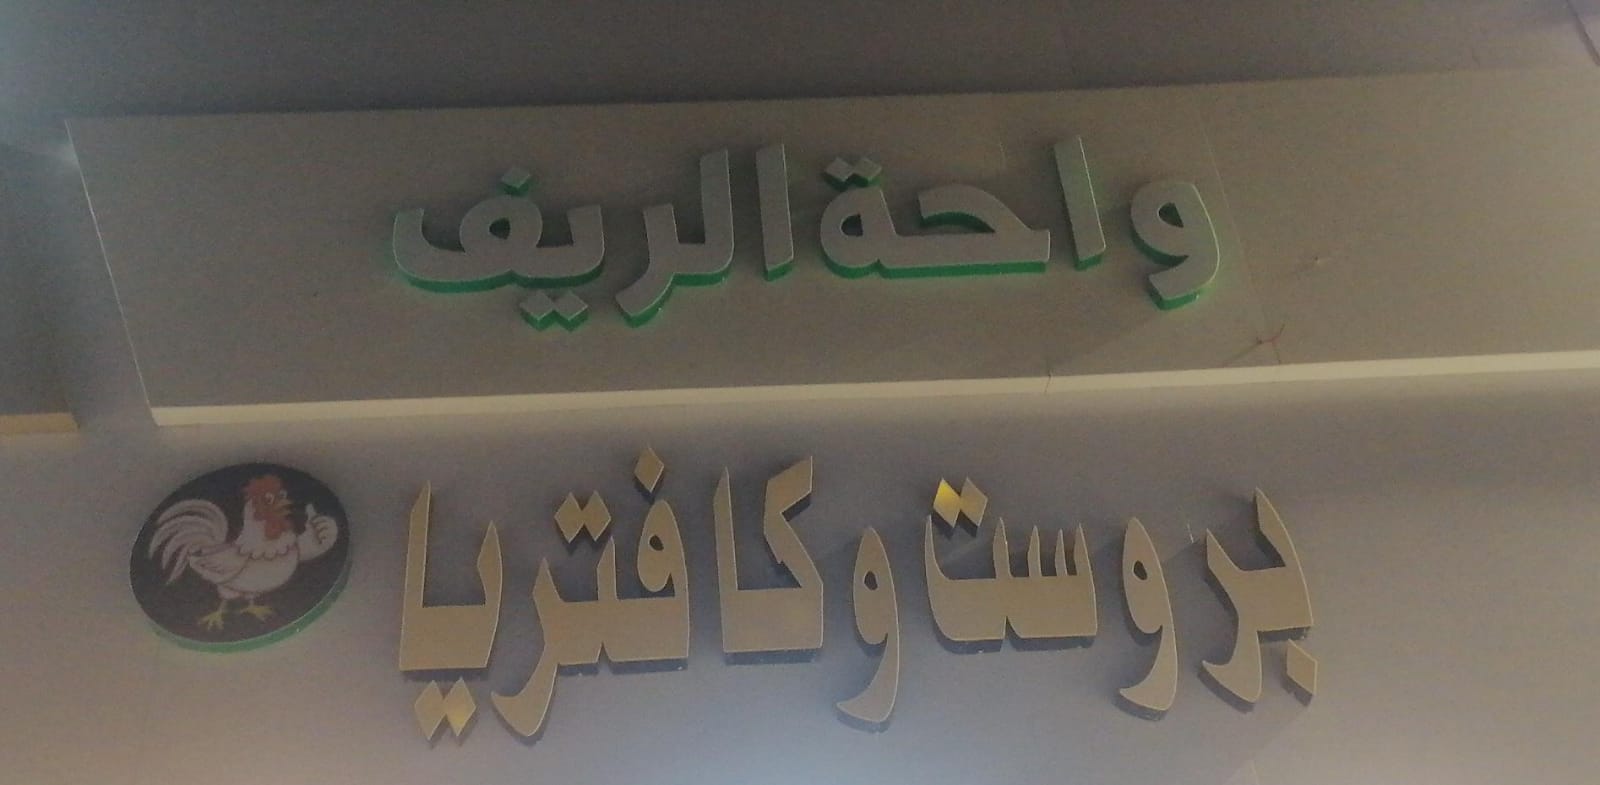 واحة الريف
بروست وكافتريا